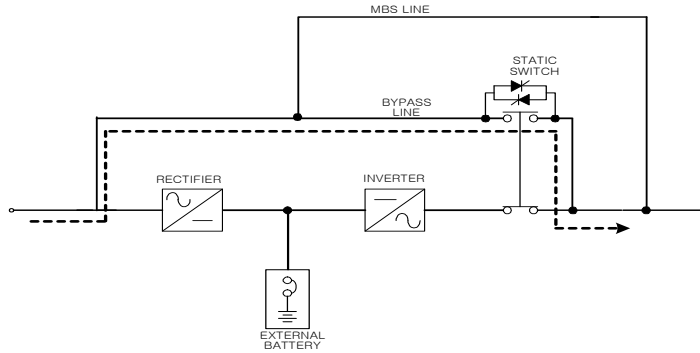 MBS LINE
STATIC
SWITCH
BYPASS
LINE
RECTIFIER
INVERTER
EXTERNAL
BATTERY